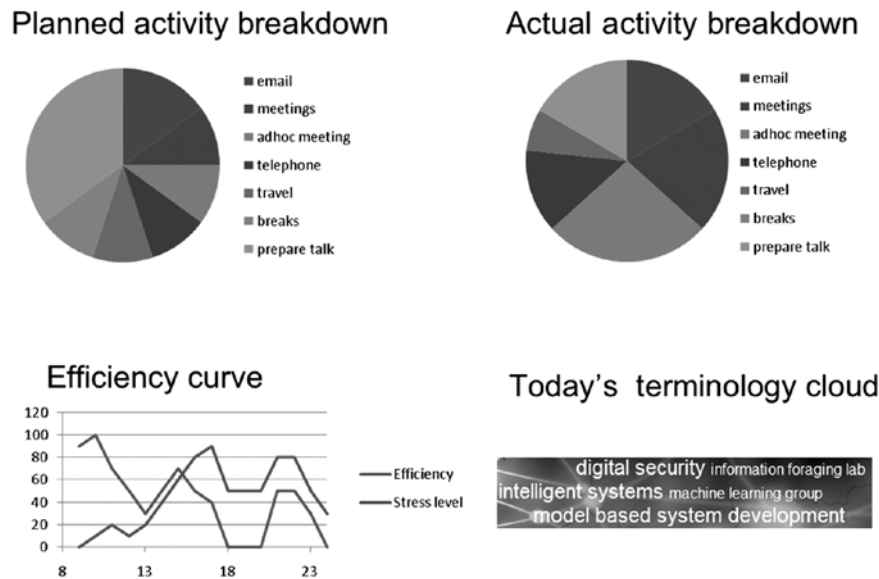 Planned activity breakdown
email
meetings
adhoc meeting
telephone
travel
breaks
prepare talk
Actual activity breakdown
email
meetings
adhoc meeting
telephone
travel
breaks
prepare talk
Efficiency curve
120
100
80
60
40
20
0
8 13 18 23
Efficiency
Stress level
Today's terminology cloud
digital security information foraging lab
intelligent systems machine learning group
model based system development